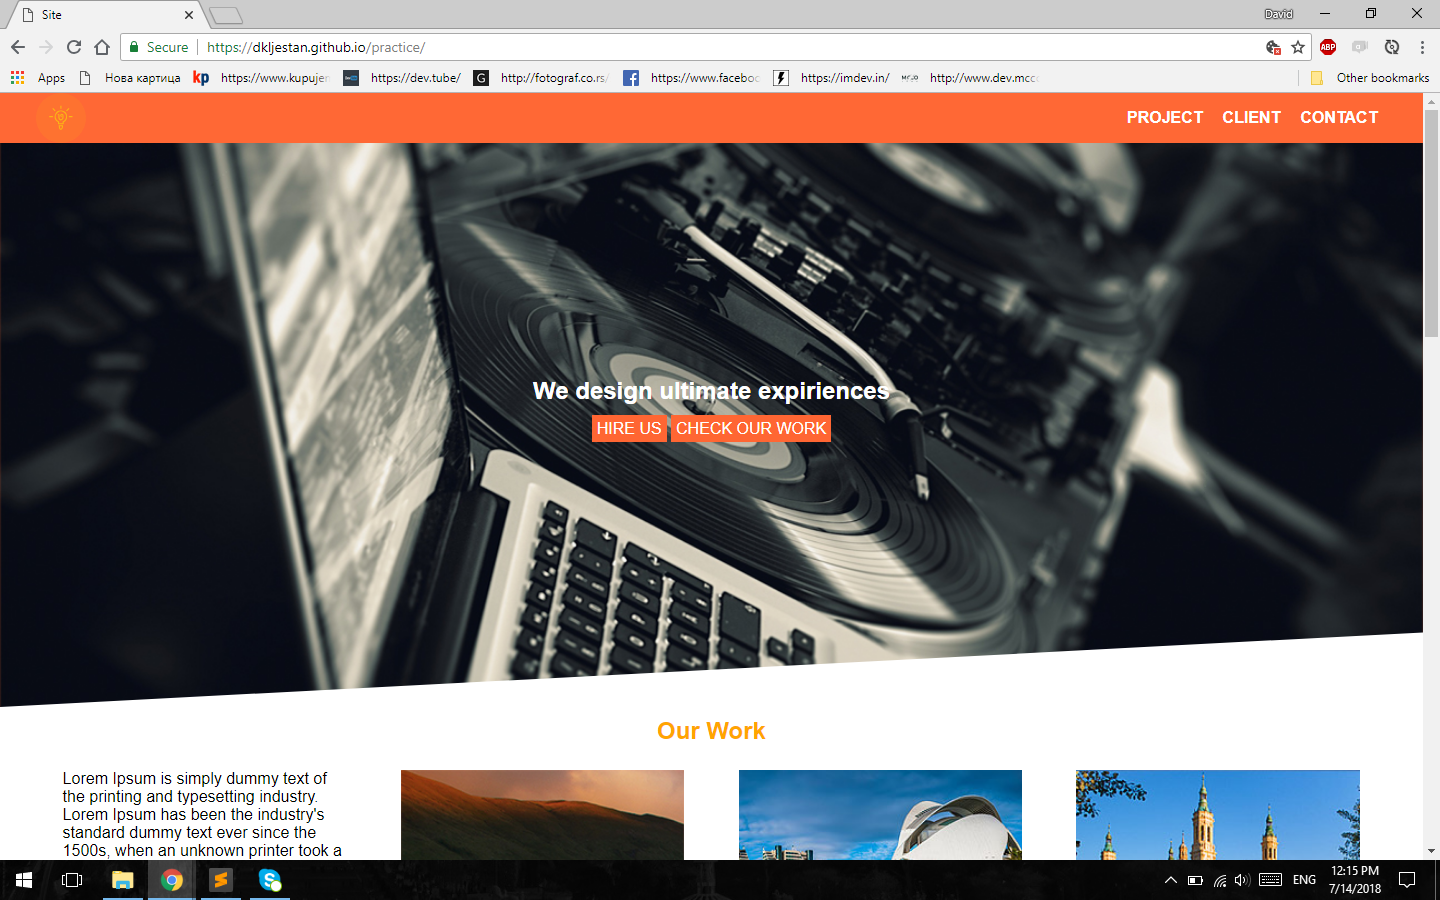 Site
David
Secure
https://dkljestan.github.io/practice/
ABP
Apps
Нова картица
kp
https://www.kupujem
https://dev.tube/
G
http://fotograf.co.rs/
https://www.faceboo
https://imdev.in/
http://www.dev.mcc
Other bookmarks
PROJECT CLIENT CONTACT
We design ultimate expiriences
HIRE US CHECK OUR WORK
Our Work
Lorem Ipsum is simply dummy text of
the printing and typesetting industry.
Lorem Ipsum has been the industry's
standard dummy text ever since the
1500s, when an unknown printer took a
ENG
12:15 PM
7/14/2018